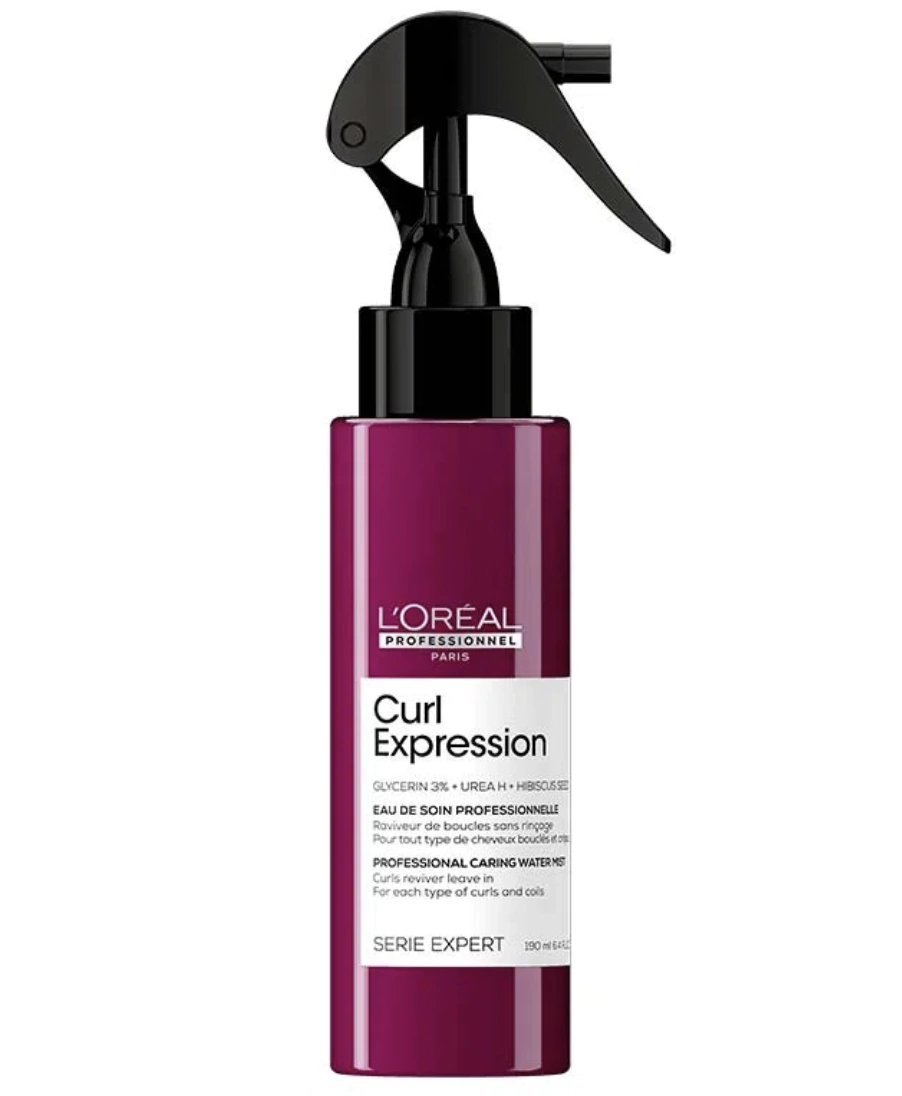 L'ORÉAL
PROFESSIONNEL
PARIS
Curl
Expression
GLYCERIN 3% + UREA H + HIBISCUS SEED
EAU DE SOIN PROFESSIONNELLE
Raviveur de boucles sans rinçage
Pour tout type de cheveux bouclés et
PROFESSIONAL CARING WATER MIST
Curls reviver leave in
For each type of curls and coils
SERIE EXPERT 190 ml 6.4